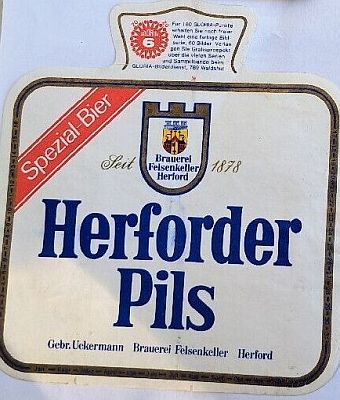 6
Für 180 GLORIA-Punkte
erhalten Sie nach freier
Wahl eine farbige Bild-
serie, 60 Bilder. Verlan-
gen Sie Gratisprospekt
über die vielen Serien
und Sammelbände beim
GLORIA-Bilderdienst, 789 Waldshut
Spezial-Bier
Seit 1878
Brauerei
Felsenkeller
Herford
Herforder
Pils
Gebr. Uekermann Brauerei Felsenkeller Herford